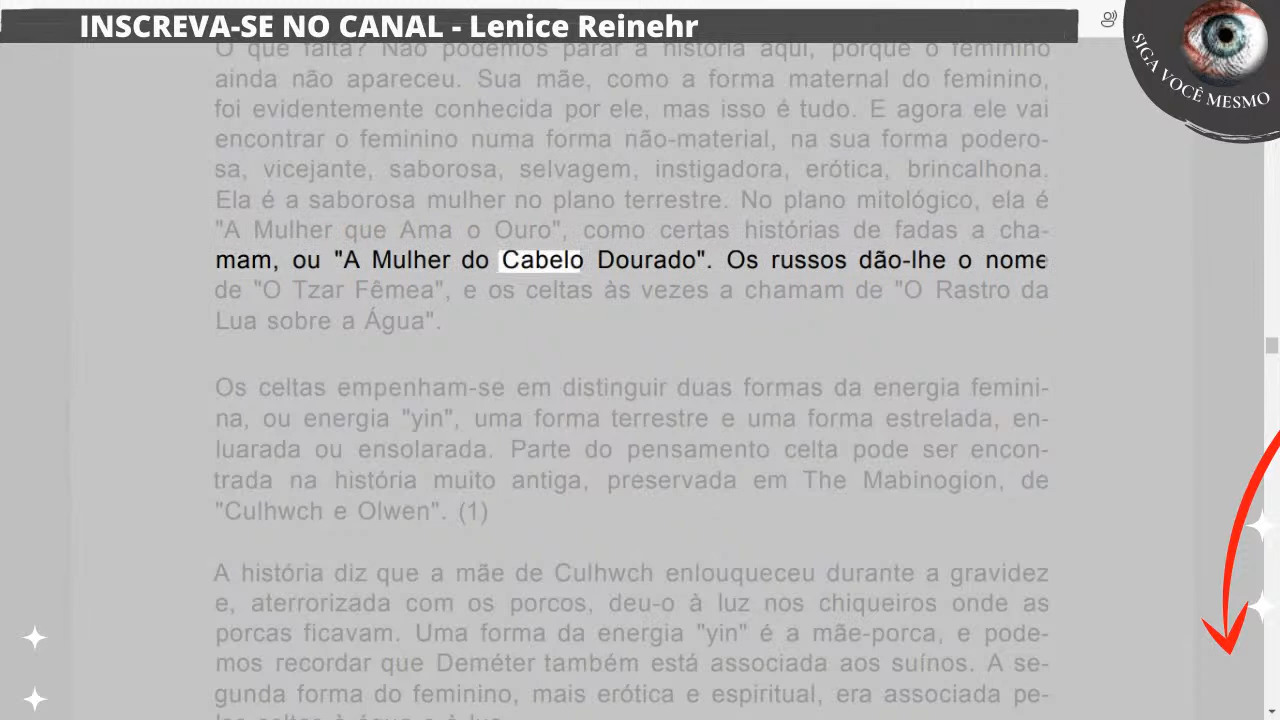 INSCREVA-SE NO CANAL - Lenice Reinehr
SIGA VOCÊ MESMO
O que falta? Não podemos parar a história aqui, porque o feminino
ainda não apareceu. Sua mãe, como a forma maternal do feminino,
foi evidentemente conhecida por ele, mas isso é tudo. E agora ele vai
encontrar o feminino numa forma não-material, na sua forma podero-
sa, vicejante, saborosa, selvagem, instigadora, erótica, brincalhona.
Ela é a saborosa mulher no plano terrestre. No plano mitológico, ela é
"A Mulher que Ama o Ouro", como certas histórias de fadas a cha-
mam, ou "A Mulher do Cabelo Dourado". Os russos dão-lhe o nome
de "O Tzar Fêmea", e os celtas às vezes a chamam de "O Rastro da
Lua sobre a Água".
Os celtas empenham-se em distinguir duas formas da energia femini-
na, ou energia "yin", uma forma terrestre e uma forma estrelada, en-
luarada ou ensolarada. Parte do pensamento celta pode ser encon-
trada na história muito antiga, preservada em The Mabinogion, de
"Culhwch e Olwen". (1)
A história diz que a mãe de Culhwch enlouqueceu durante a gravidez
e, aterrorizada com os porcos, deu-o à luz nos chiqueiros onde as
porcas ficavam. Uma forma da energia "yin" é a mãe-porca, e pode-
mos recordar que Deméter também está associada aos suínos. A se-
gunda forma do feminino, mais erótica e espiritual, era associada pe-